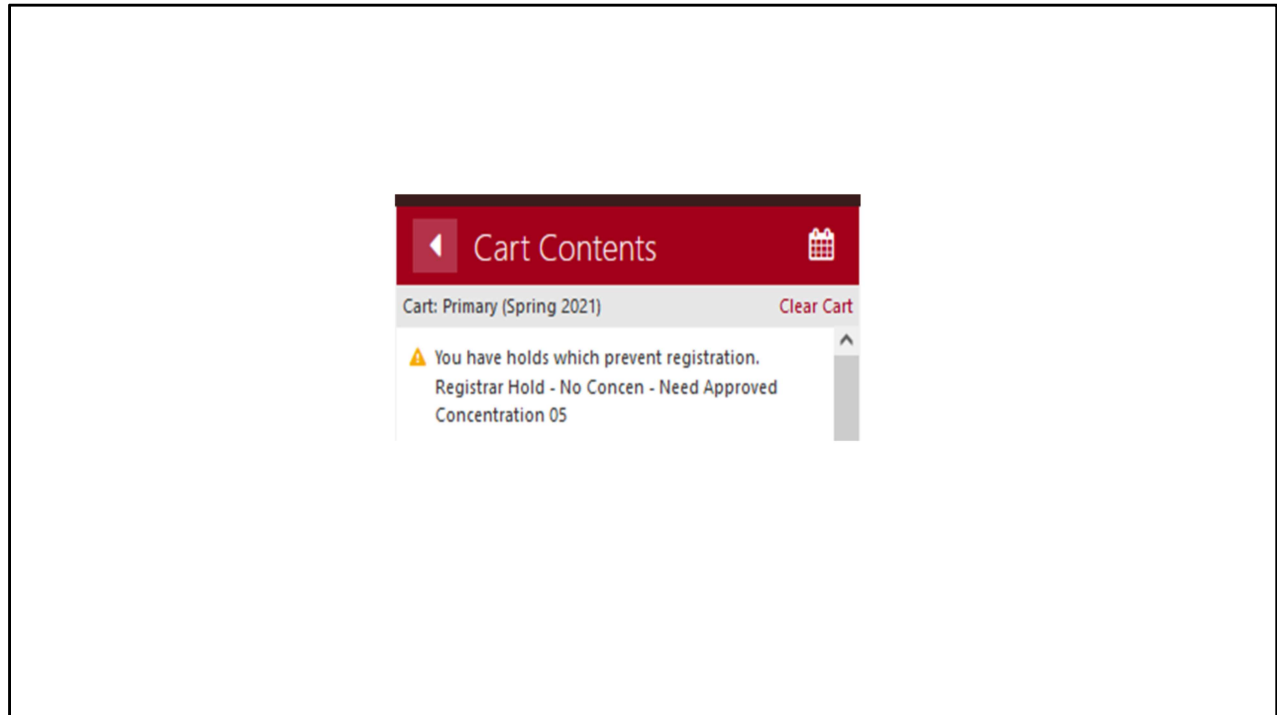 Cart Contents
Cart: Primary (Spring 2021) Clear Cart
You have holds which prevent registration.
Registrar Hold - No Concen - Need Approved
Concentration 05